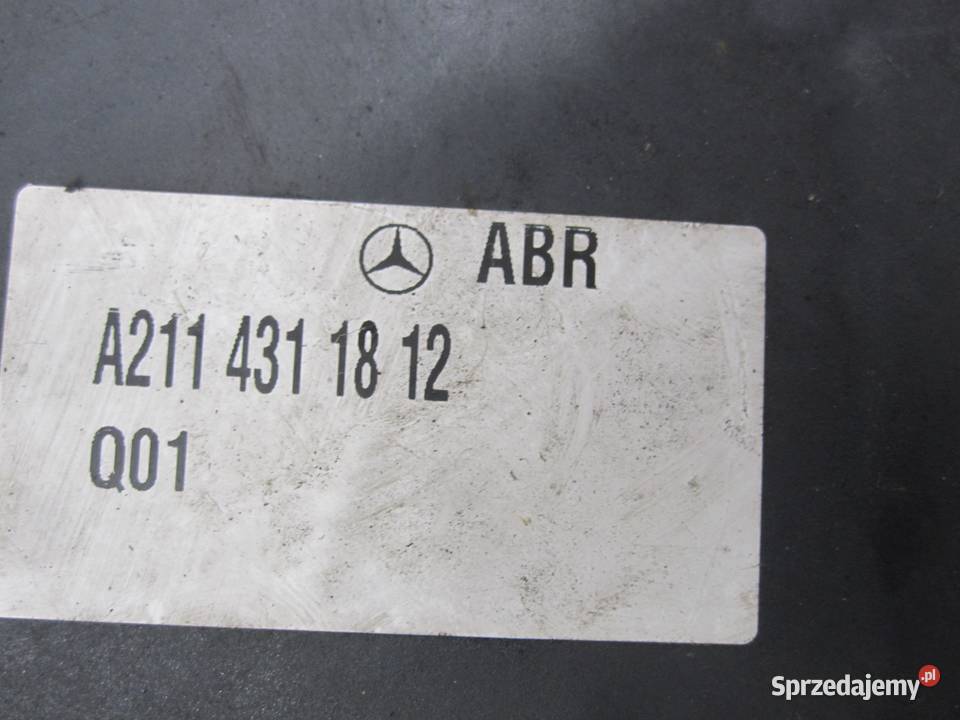 ABR
A211 431 18 12
Q01
Sprzedajemy.pl